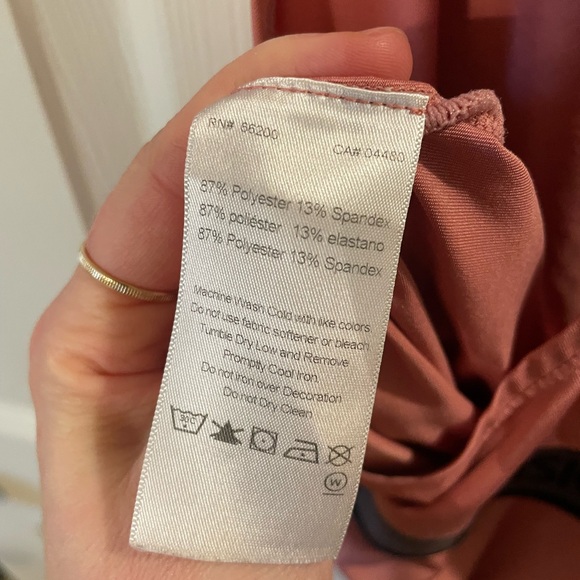 RN# 86200 CA# 04480
87% Polyester 13% Spandex
87% poliéster 13% elastano
87% Polyester 13% Spandex
Machine Wash Cold with like colors
Do not use fabric softener or bleach
Tumble Dry Low and Remove
Promptly Cool Iron
Do not iron over Decoration
Do not Dry Clean
30C
W